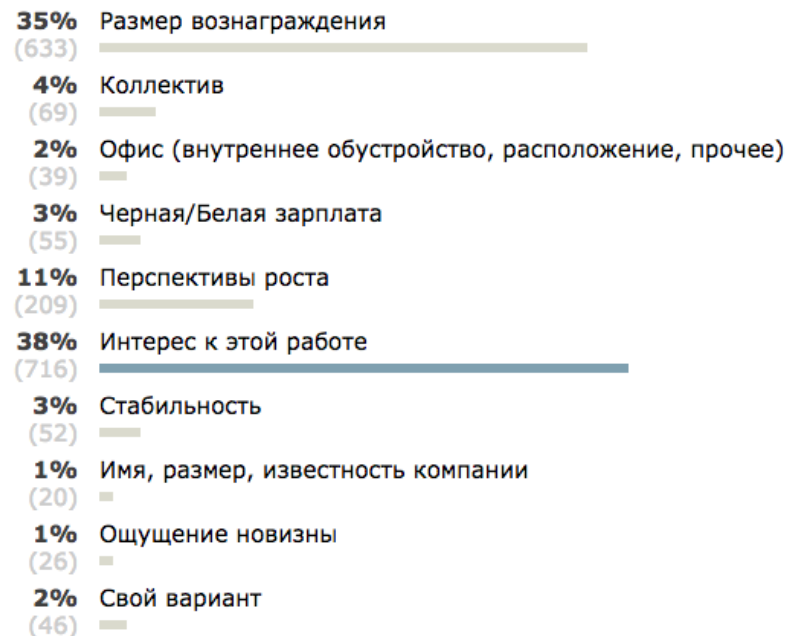 35% Размер вознаграждения
(633)
4% Коллектив
(69)
2% Офис (внутреннее обустройство, расположение, прочее)
(39)
3% Черная/Белая зарплата
(55)
11% Перспективы роста
(209)
38% Интерес к этой работе
(716)
3% Стабильность
(52)
1% Имя, размер, известность компании
(20)
1% Ощущение новизны
(26)
2% Свой вариант
(46)